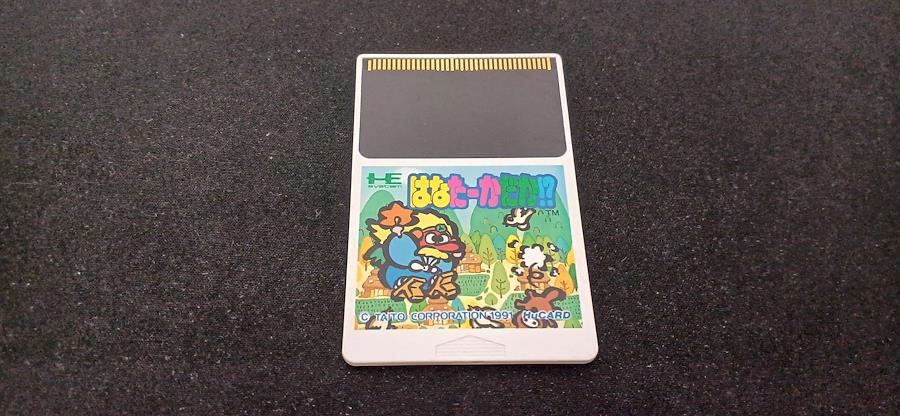 HE
system
はなたーかだか!?
TM
© TAITO CORPORATION 1991 HuCARD